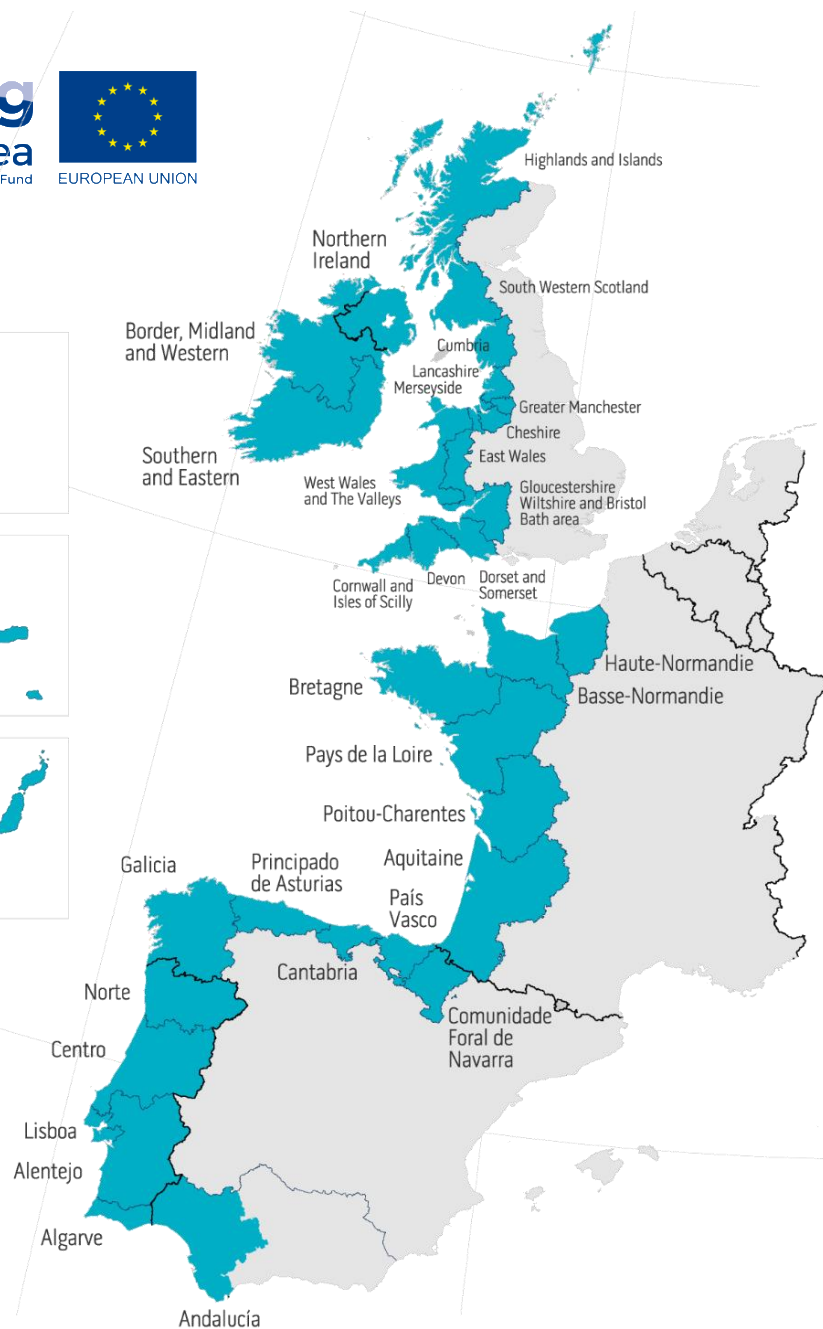 Fund
EUROPEAN UNION
Highlands and Islands
Northern
Ireland
South Western Scotland
Border, Midland
and Western
Cumbria
Lancashire
Merseyside
Greater Manchester
Cheshire
Southern
and Eastern
East Wales
West Wales
and The Valleys
Gloucestershire
Wiltshire and Bristol
Bath area
Cornwall and
Isles of Scilly
Devon
Dorset and
Somerset
Haute-Normandie
Bretagne
Basse-Normandie
Pays de la Loire
Poitou-Charentes
Aquitaine
Galicia
Principado
de Asturias
País
Vasco
Cantabria
Norte
Comunidade
Foral de
Navarra
Centro
Lisboa
Alentejo
Algarve
Andalucía